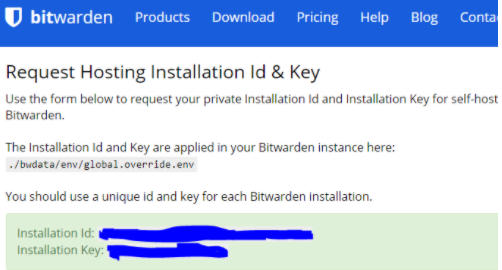 bitwarden Products Download Pricing Help Blog
Request Hosting Installation Id & Key
Use the form below to request your private Installation Id and Installation Key for self-host
Bitwarden.
The Installation Id and Key are applied in your Bitwarden instance here:
./bwdata/env/global.override.env
You should use a unique id and key for each Bitwarden installation.
Installation Id:
Installation Key: